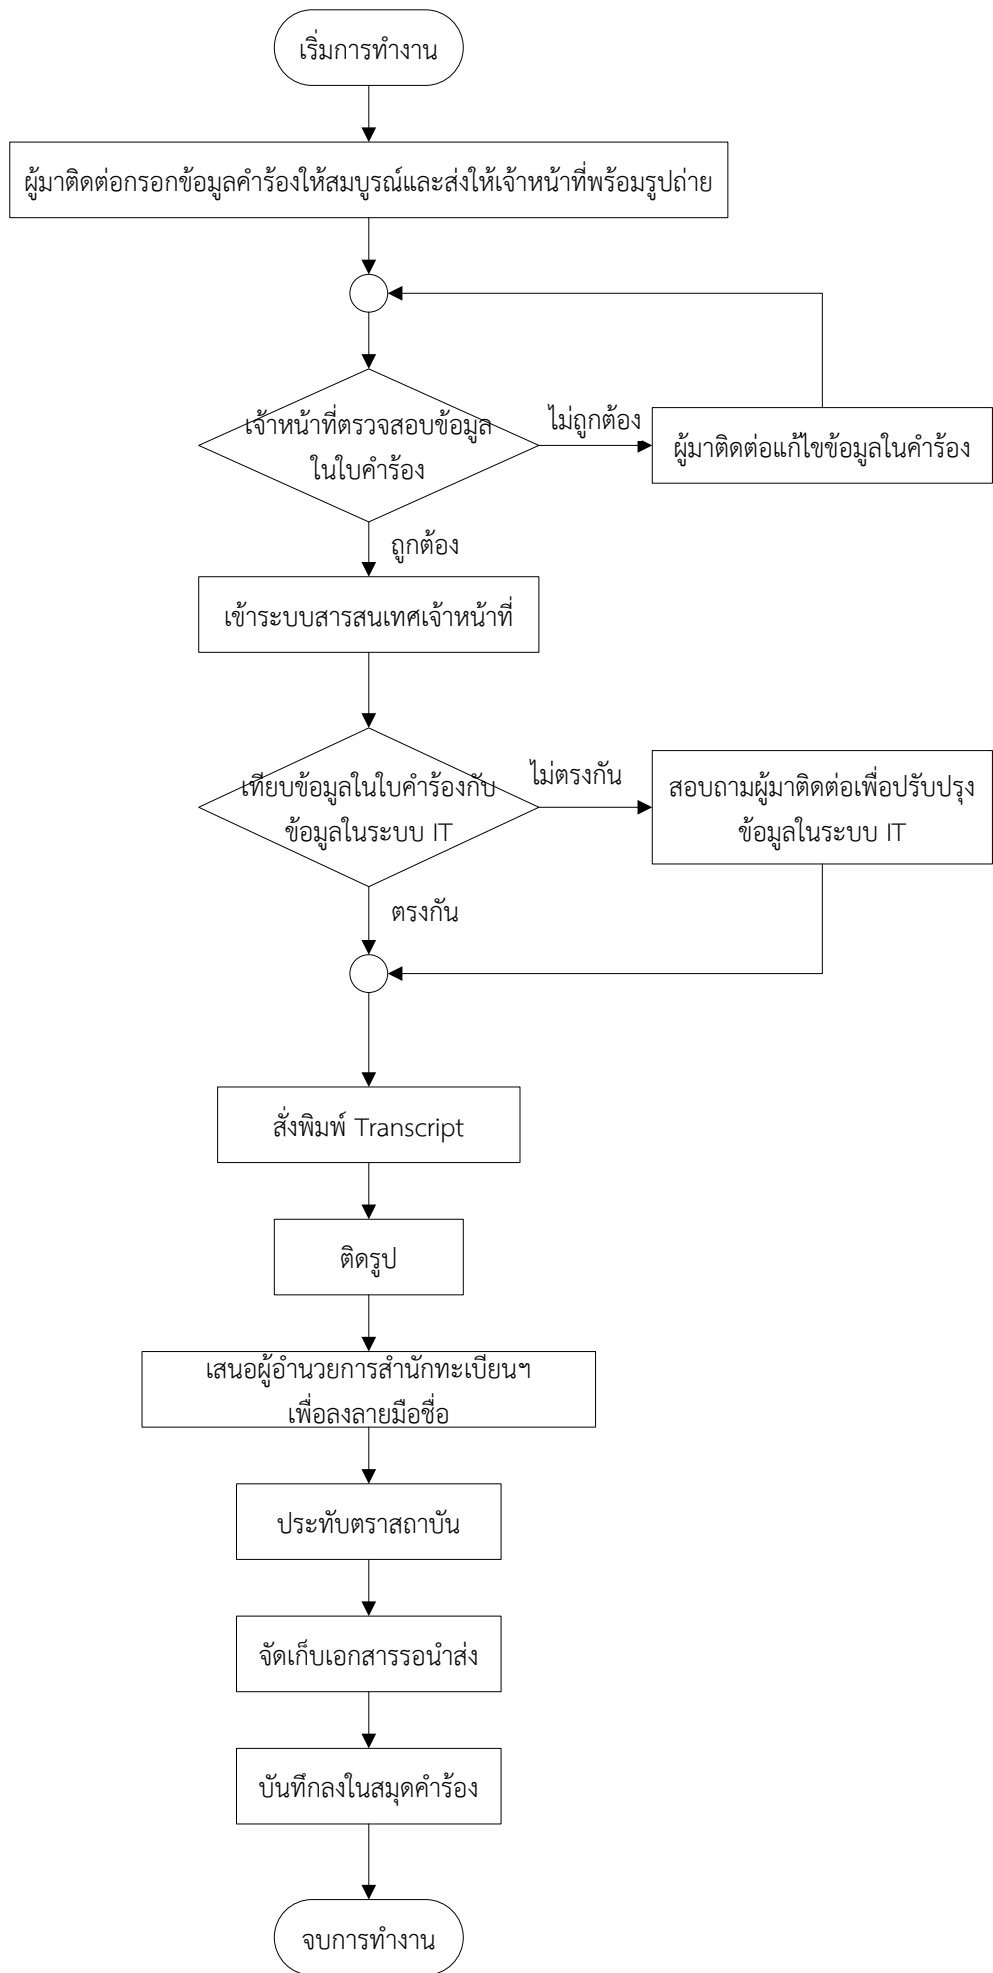 เริ่มการทำงาน
ผู้มาติดต่อกรอกข้อมูลคำร้องให้สมบูรณ์และส่งให้เจ้าหน้าที่พร้อมรูปถ่าย
เจ้าหน้าที่ตรวจสอบข้อมูล
ในใบคำร้อง
ไม่ถูกต้อง
ผู้มาติดต่อแก้ไขข้อมูลในคำร้อง
ถูกต้อง
เข้าระบบสารสนเทศเจ้าหน้าที่
เทียบข้อมูลในใบคำร้องกับ
ข้อมูลในระบบ IT
ไม่ตรงกัน
สอบถามผู้มาติดต่อเพื่อปรับปรุง
ข้อมูลในระบบ IT
ตรงกัน
สั่งพิมพ์ Transcript
ติดรูป
เสนอผู้อำนวยการสำนักทะเบียนฯ
เพื่อลงลายมือชื่อ
ประทับตราสถาบัน
จัดเก็บเอกสารรอนำส่ง
บันทึกลงในสมุดคำร้อง
จบการทำงาน